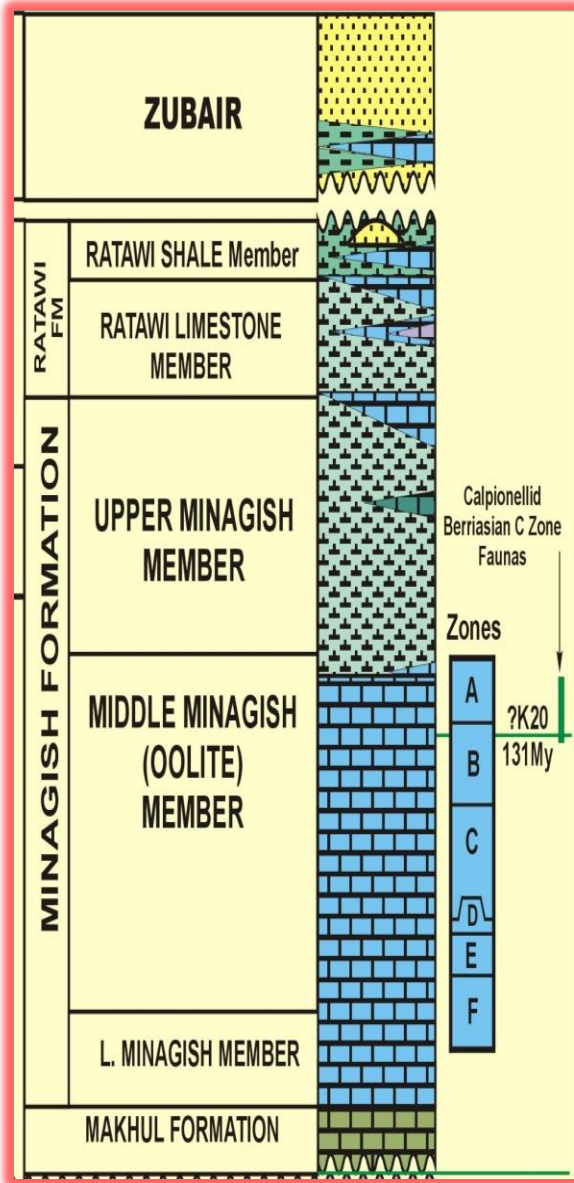 ZUBAIR
RATAWI
FM
RATAWI SHALE Member
RATAWI LIMESTONE
MEMBER
MINAGISH FORMATION
UPPER MINAGISH
MEMBER
MIDDLE MINAGISH
(OOLITE)
MEMBER
L. MINAGISH MEMBER
MAKHUL FORMATION
Calpionellid
Berriasian C Zone
Faunas
Zones
A
B
C
D
E
F
?K20
131My